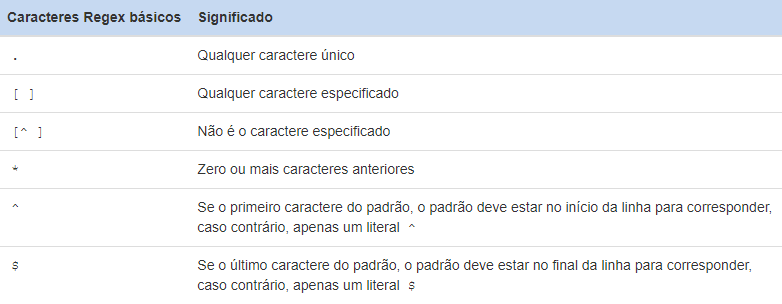 Caracteres Regex básicos Significado
. Qualquer caractere único
[ ] Qualquer caractere especificado
[^ ] Não é o caractere especificado
* Zero ou mais caracteres anteriores
^ Se o primeiro caractere do padrão, o padrão deve estar no início da linha para corresponder,
caso contrário, apenas um literal ^
$ Se o último caractere do padrão, o padrão deve estar no final da linha para corresponder,
caso contrário, apenas um literal $